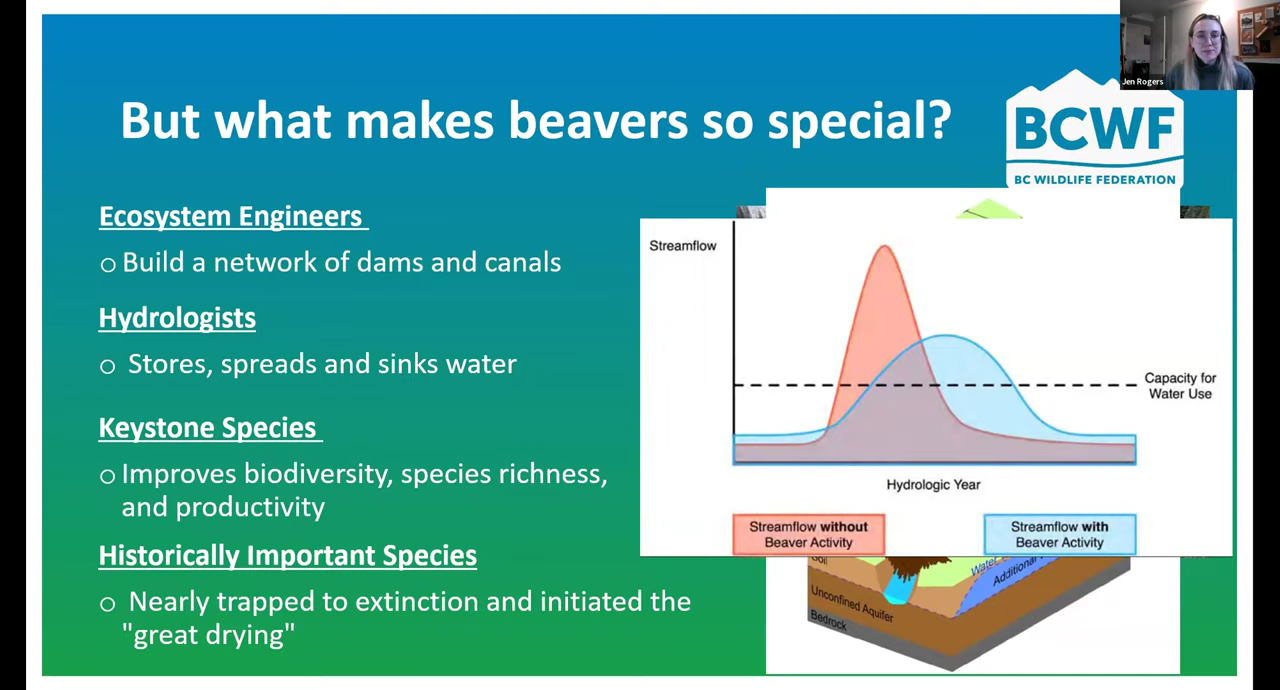 Jen Rogers
But what makes beavers so special?
BCWF
BC WILDLIFE FEDERATION
Ecosystem Engineers
o Build a network of dams and canals
Hydrologists
o Stores, spreads and sinks water
Keystone Species
o Improves biodiversity, species richness,
and productivity
Historically Important Species
o Nearly trapped to extinction and initiated the
"great drying"
Streamflow
Capacity for
Water Use
Hydrologic Year
Streamflow without
Beaver Activity
Streamflow with
Beaver Activity
Soil
Water
Additional
Unconfined Aquifer
Bedrock